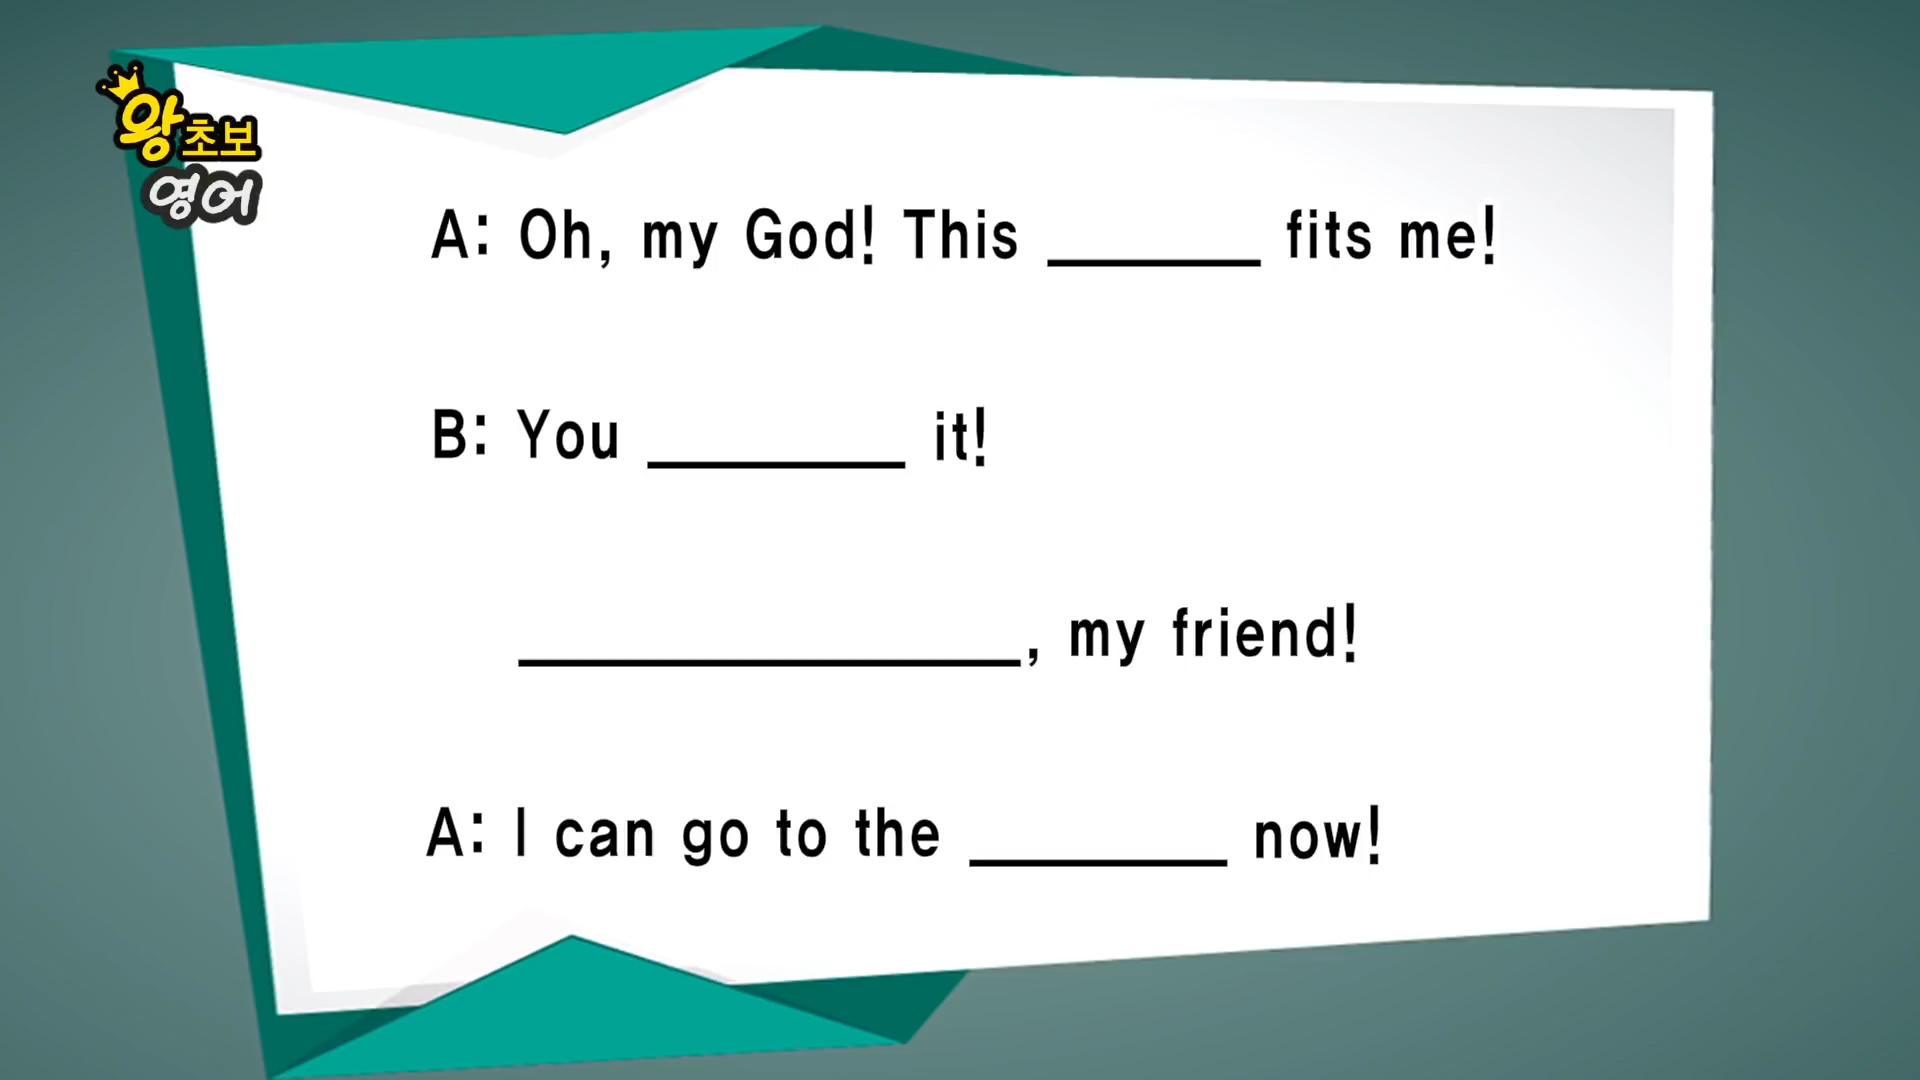 왕초보
영어
A: Oh, my God! This ______ fits me!
B: You ______ it!
______, my friend!
A: I can go to the ______ now!